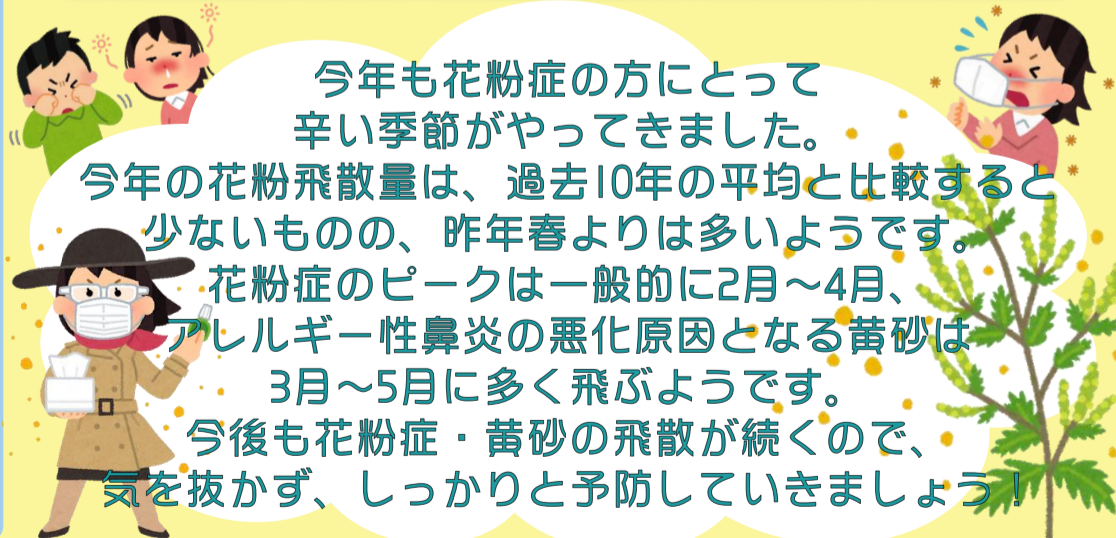 今年も花粉症の方にとって
辛い季節がやってきました。
今年の花粉飛散量は、過去10年の平均と比較すると
少ないものの、昨年春よりは多いようです。
花粉症のピークは一般的に2月～4月、
アレルギー性鼻炎の悪化原因となる黄砂は
3月～5月に多く飛ぶようです。
今後も花粉症・黄砂の飛散が続くので、
気を抜かず、しっかりと予防していきましょう！